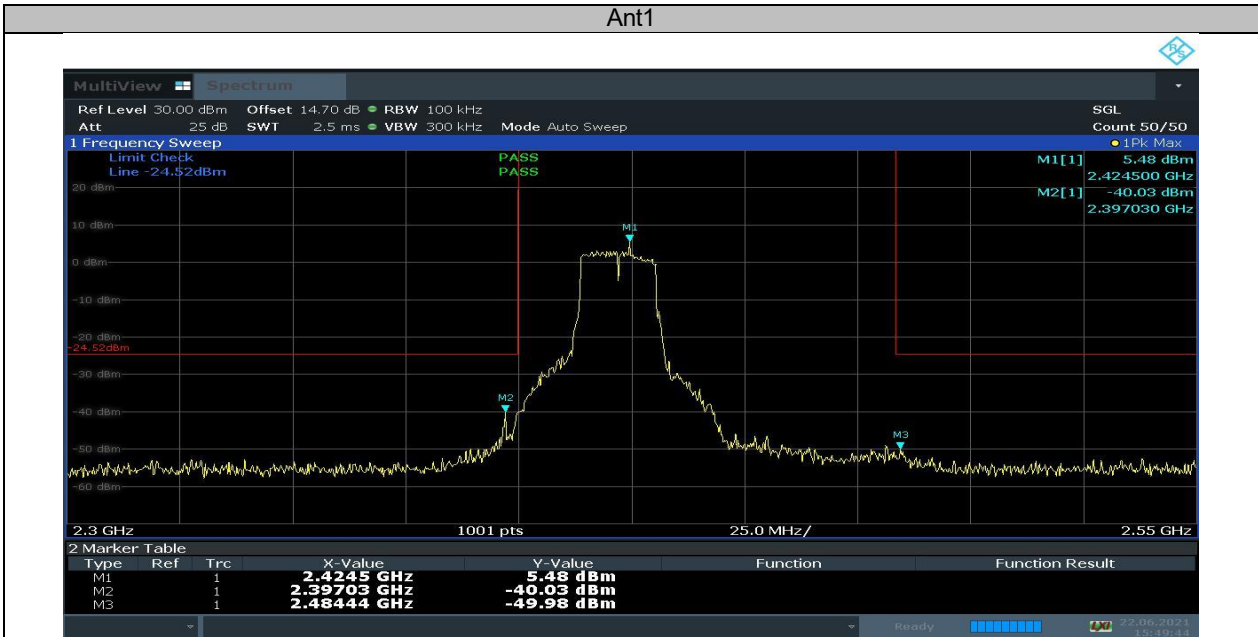 Ant1
R&S
MultiView Spectrum
Ref Level 30.00 dBm Offset 14.70 dB RBW 100 kHz SGL
Att 25 dB SWT 2.5 ms VBW 300 kHz Mode Auto Sweep Count 50/50
1 Frequency Sweep 1Pk Max
Limit Check PASS M1[1] 5.48 dBm
Line -24.52dBm PASS 2.424500 GHz
20 dBm M2[1] -40.03 dBm
2.397030 GHz
10 dBm
M1
0 dBm
-10 dBm
-20 dBm
-24.52dBm
-30 dBm
M2
-40 dBm
M3
-50 dBm
-60 dBm
2.3 GHz 1001 pts 25.0 MHz/ 2.55 GHz
2 Marker Table
Type Ref Trc X-Value Y-Value Function Function Result
M1 1 2.4245 GHz 5.48 dBm
M2 1 2.39703 GHz -40.03 dBm
M3 1 2.48444 GHz -49.98 dBm
Ready LXI 22.06.2021
15:49:44